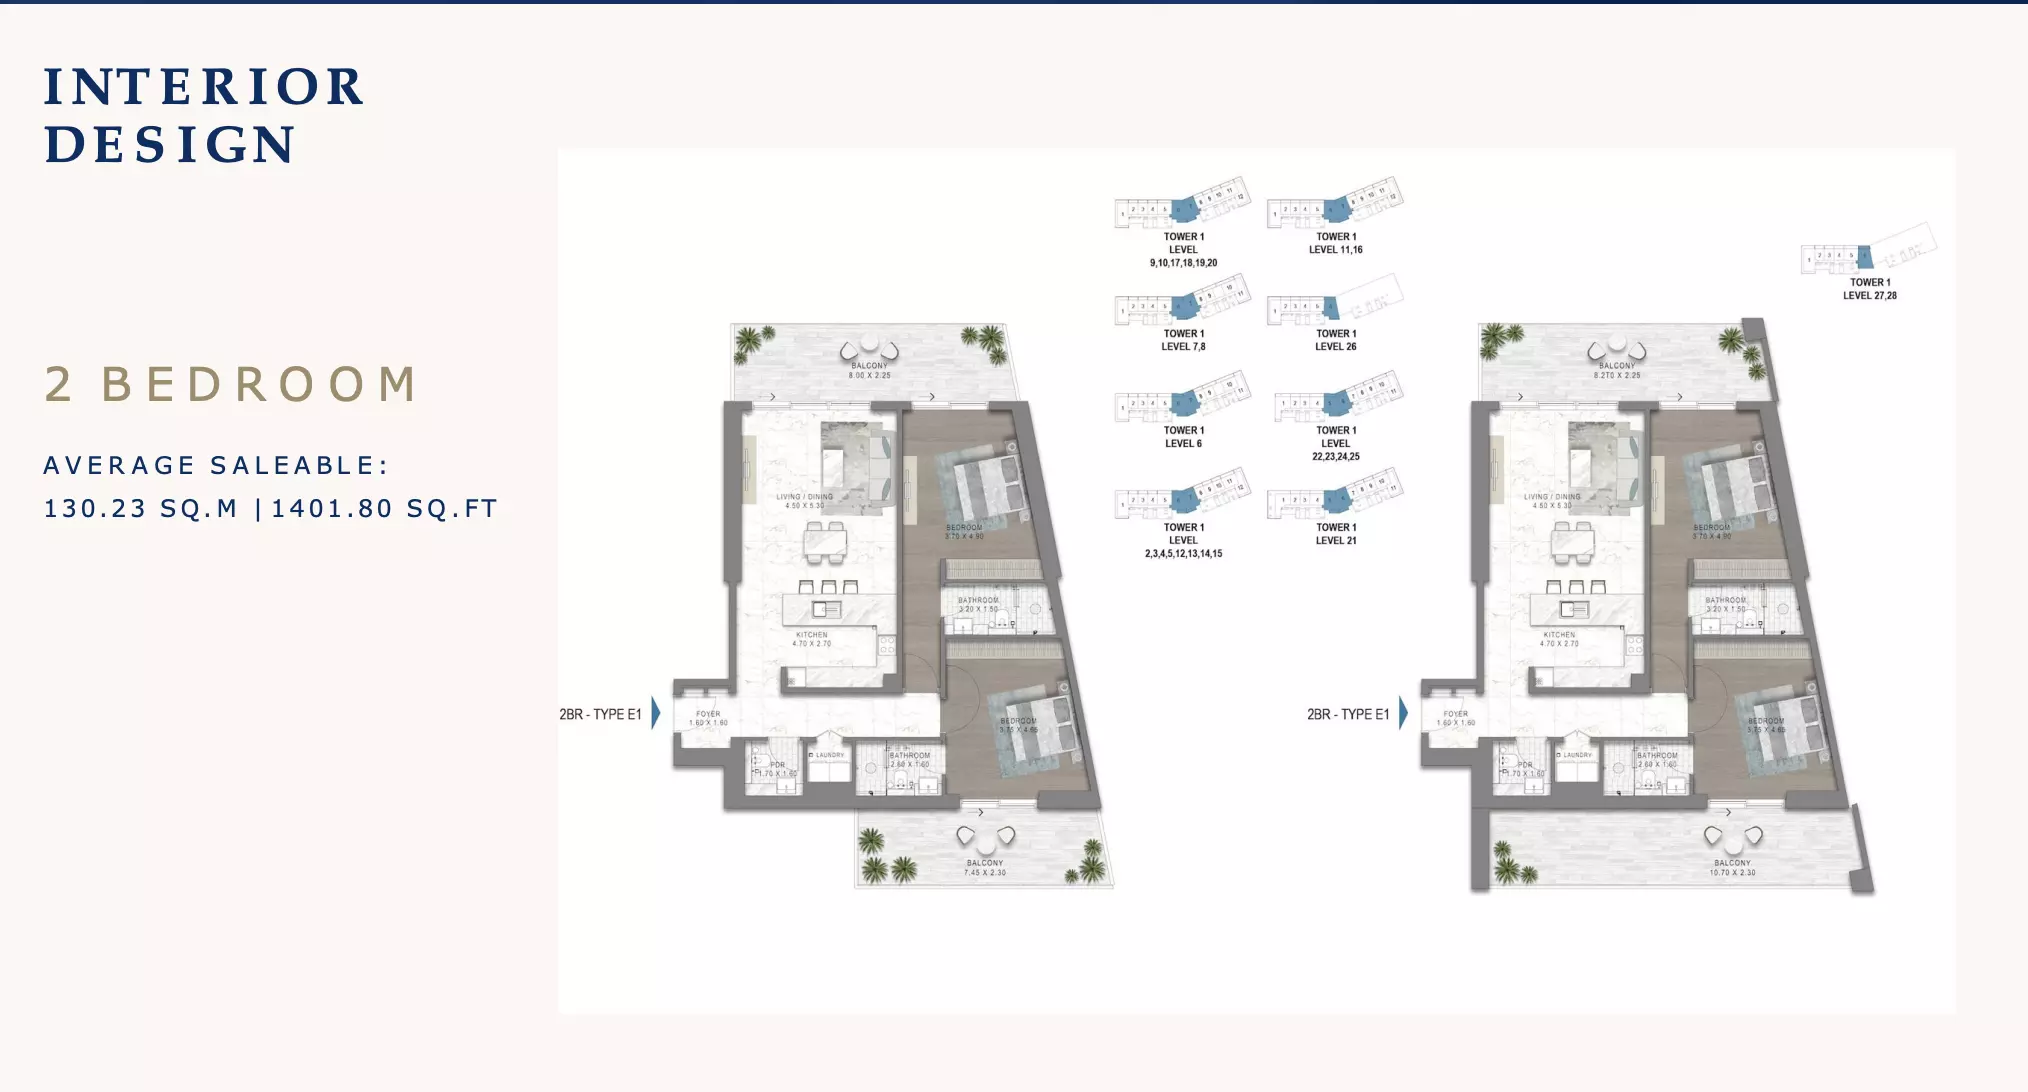 INTERIOR
DESIGN
2 BEDROOM
AVERAGE SALEABLE:
130.23 SQ.M | 1401.80 SQ.FT
TOWER 1
LEVEL
9,10,17,18,19,20
TOWER 1
LEVEL 11,16
TOWER 1
LEVEL 7,8
TOWER 1
LEVEL 26
TOWER 1
LEVEL 6
TOWER 1
LEVEL
22,23,24,25
TOWER 1
LEVEL
2,3,4,5,12,13,14,15
TOWER 1
LEVEL 21
TOWER 1
LEVEL 27,28
BALCONY
8.00 X 2.25
LIVING / DINING
4.50 X 5.30
BEDROOM
3.70 X 4.90
BATHROOM
3.20 X 1.50
KITCHEN
4.70 X 2.70
2BR - TYPE E1
FOYER
1.60 X 1.60
BEDROOM
3.75 X 4.65
PDR
1.70 X 1.60
LAUNDRY
BATHROOM
2.60 X 1.60
BALCONY
7.45 X 2.30
BALCONY
8.270 X 2.25
LIVING / DINING
4.50 X 5.30
BEDROOM
3.70 X 4.90
BATHROOM
3.20 X 1.50
KITCHEN
4.70 X 2.70
2BR - TYPE E1
FOYER
1.60 X 1.60
BEDROOM
3.75 X 4.65
PDR
1.70 X 1.60
LAUNDRY
BATHROOM
2.60 X 1.60
BALCONY
10.70 X 2.30